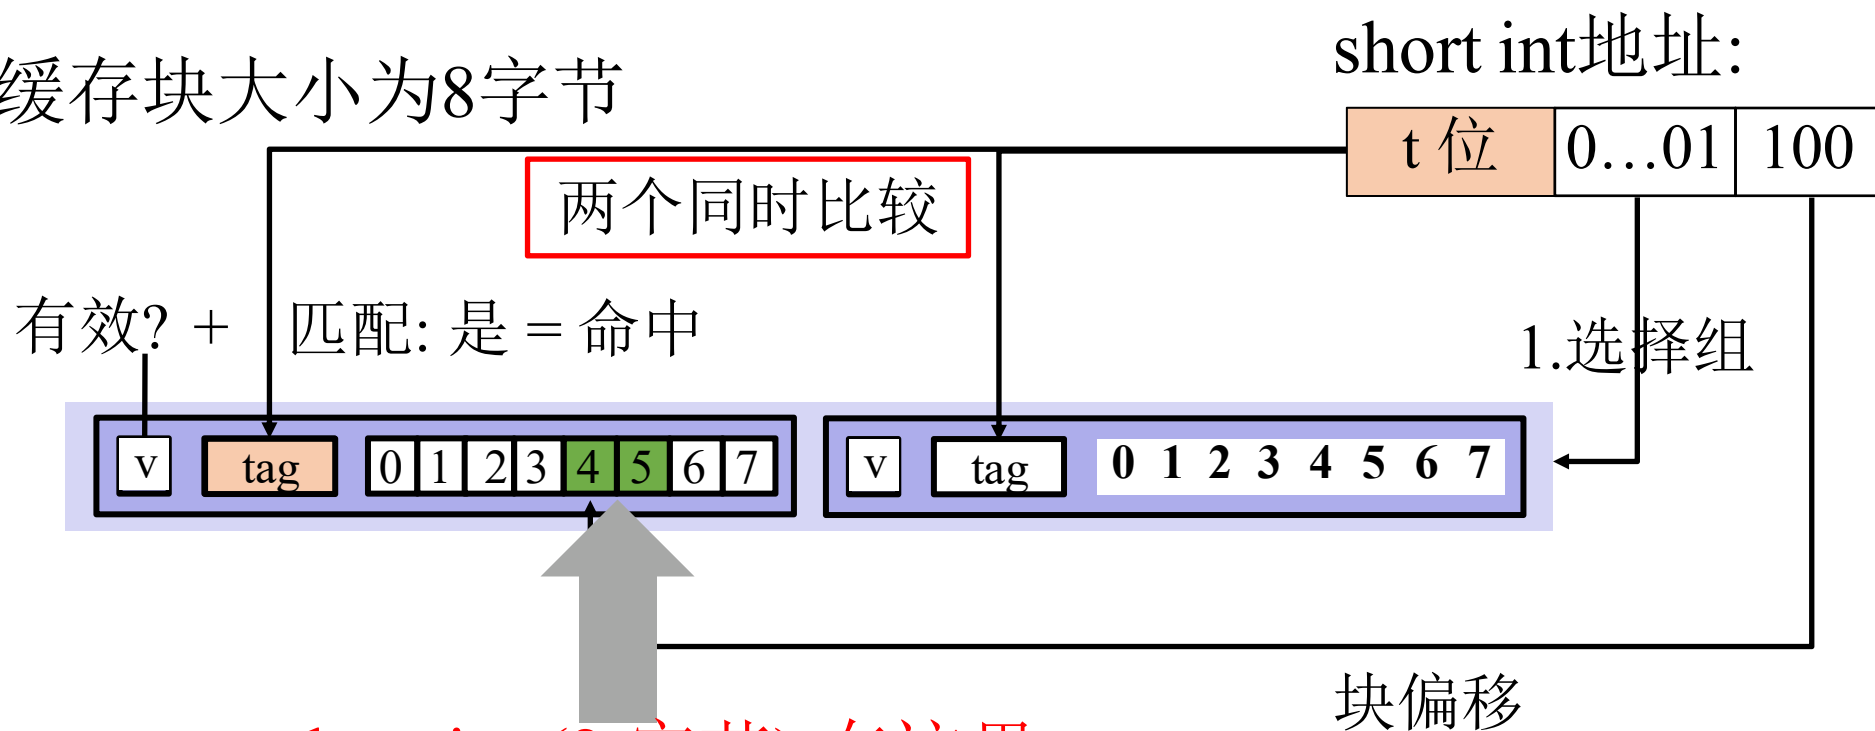 short int地址:
缓存块大小为8字节
t 位 0…01 100
两个同时比较
有效? + 匹配: 是 = 命中
1.选择组
v tag 0 1 2 3 4 5 6 7 v tag 0 1 2 3 4 5 6 7
块偏移